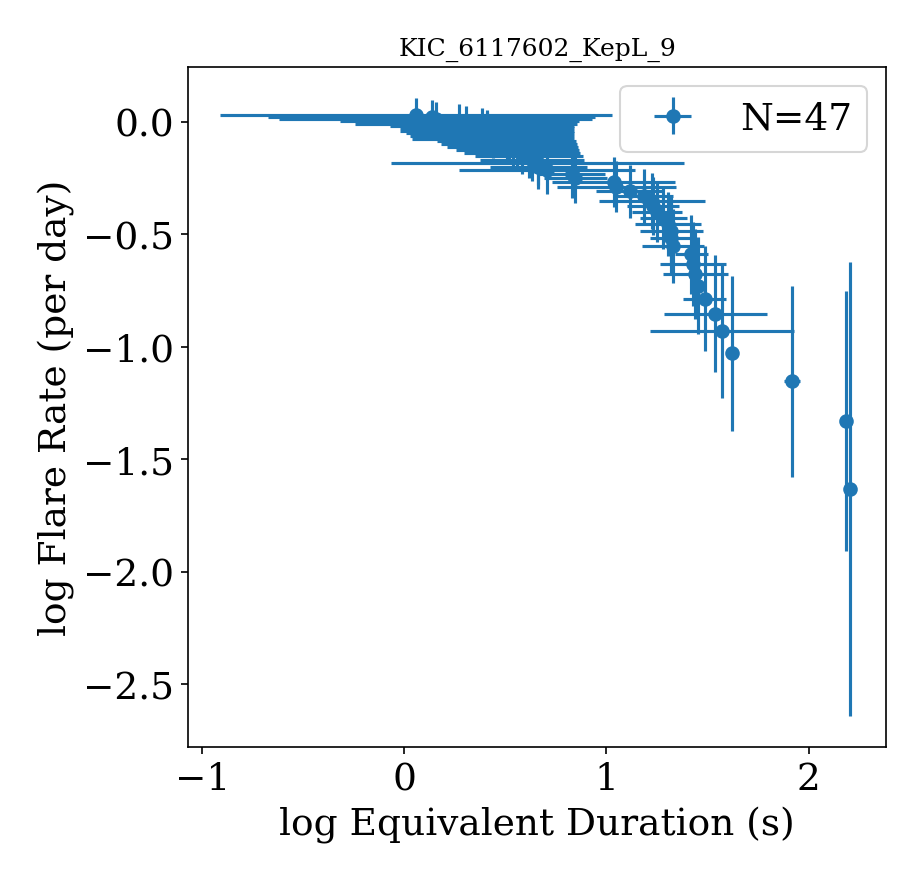 KIC_6117602_KepL_9
N=47
0.0
−0.5
−1.0
−1.5
−2.0
−2.5
log Flare Rate (per day)
−1 0 1 2
log Equivalent Duration (s)